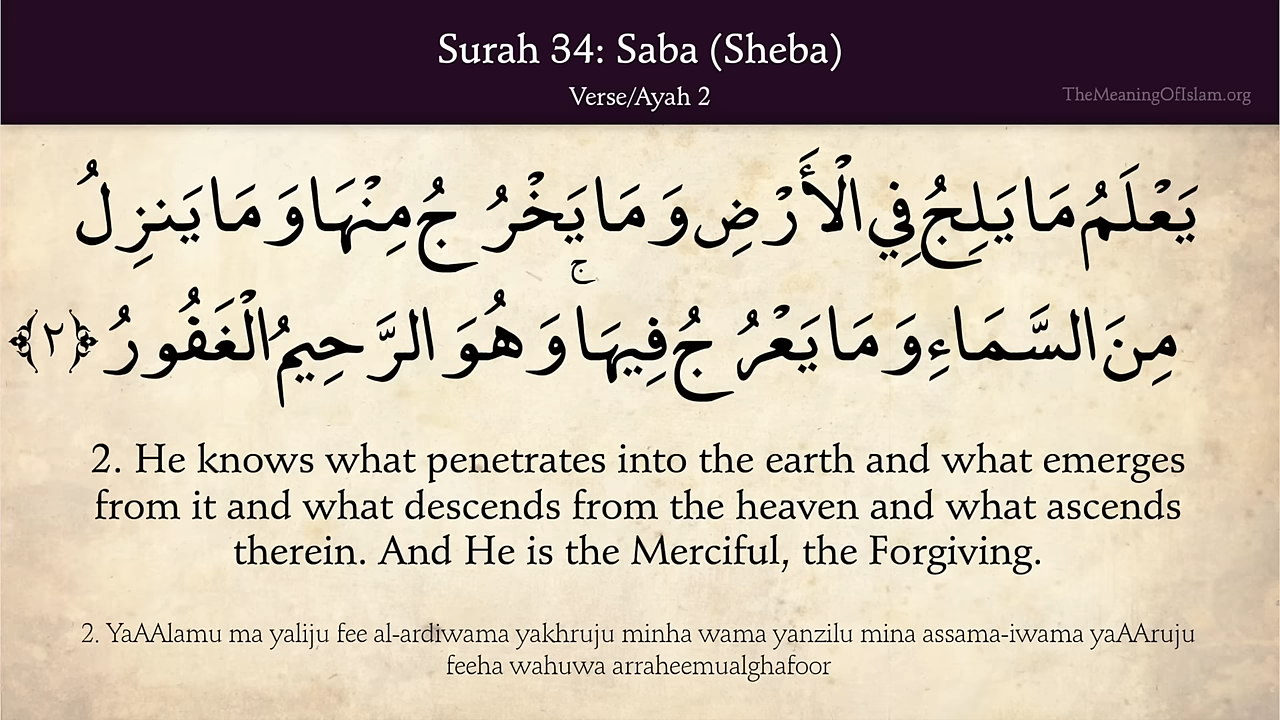 Surah 34: Saba (Sheba)
Verse/Ayah 2
TheMeaningOfIslam.org
يَعْلَمُ مَا يَلِجُ فِي الْأَرْضِ وَمَا يَخْرُجُ مِنْهَا وَمَا يَنزِلُ
مِنَ السَّمَاءِ وَمَا يَعْرُجُ فِيهَا ۚ وَهُوَ الرَّحِيمُ الْغَفُورُ ﴿٢﴾
2. He knows what penetrates into the earth and what emerges
from it and what descends from the heaven and what ascends
therein. And He is the Merciful, the Forgiving.
2. YaAAlamu ma yaliju fee al-ardiwama yakhruju minha wama yanzilu mina assama-iwama yaAAruju
feeha wahuwa arraheemualghafoor